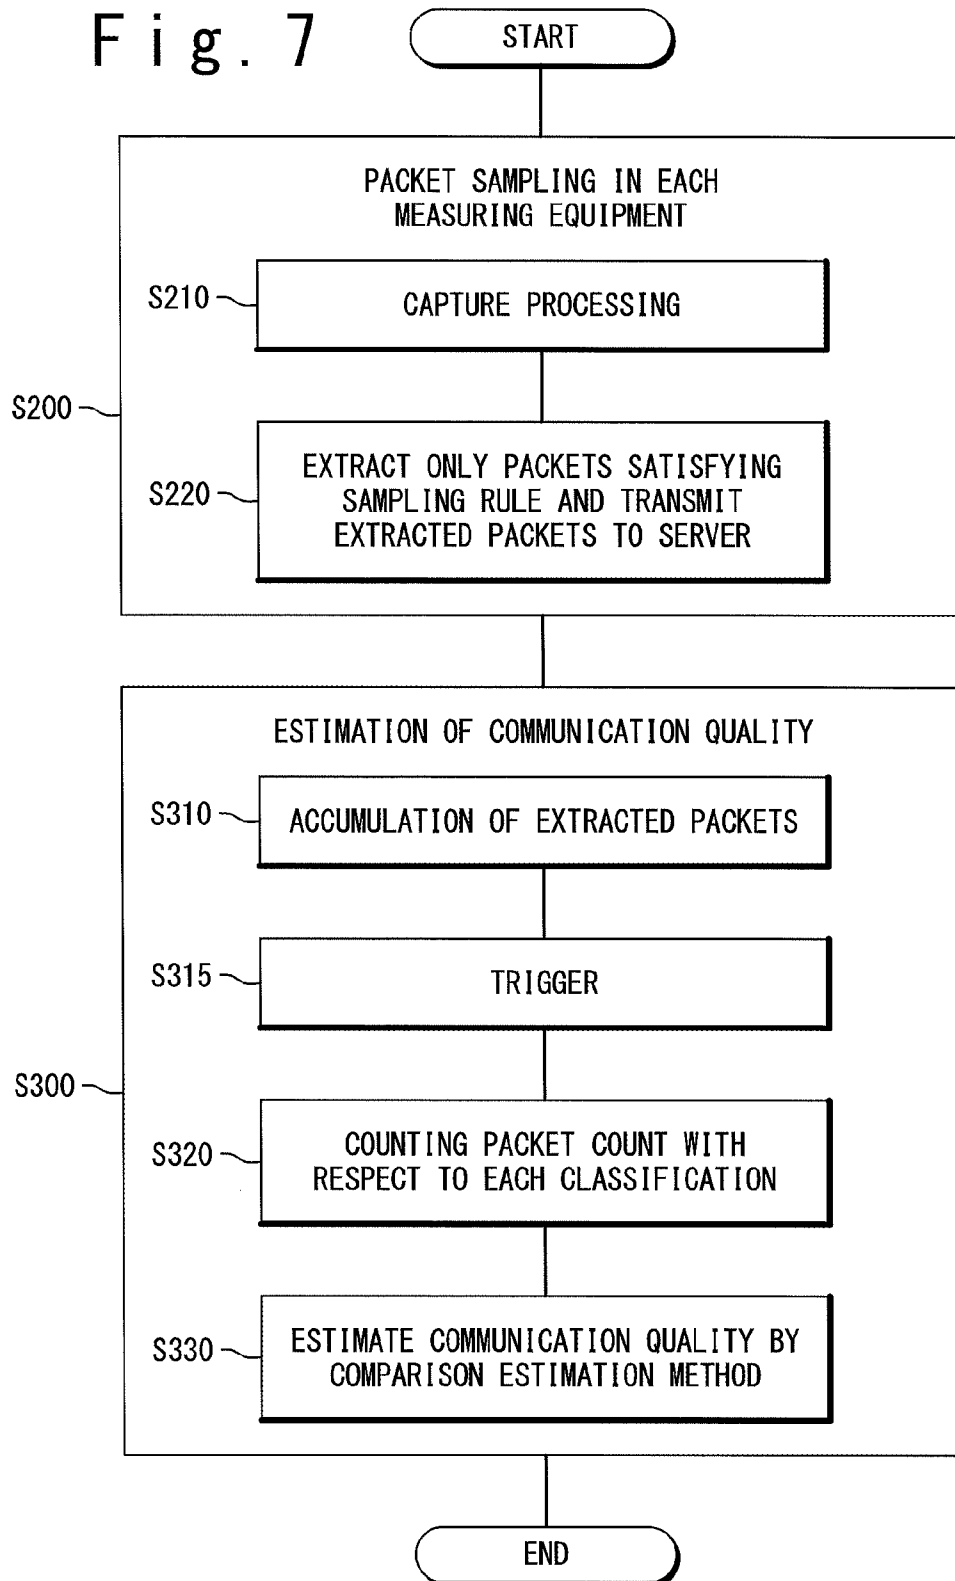 Fig. 7
START
PACKET SAMPLING IN EACH
MEASURING EQUIPMENT
S210
CAPTURE PROCESSING
S200
EXTRACT ONLY PACKETS SATISFYING
S220
SAMPLING RULE AND TRANSMIT
EXTRACTED PACKETS TO SERVER
ESTIMATION OF COMMUNICATION QUALITY
S310
ACCUMULATION OF EXTRACTED PACKETS
S315
TRIGGER
S300
S320
COUNTING PACKET COUNT WITH
RESPECT TO EACH CLASSIFICATION
S330
ESTIMATE COMMUNICATION QUALITY BY
COMPARISON ESTIMATION METHOD
END